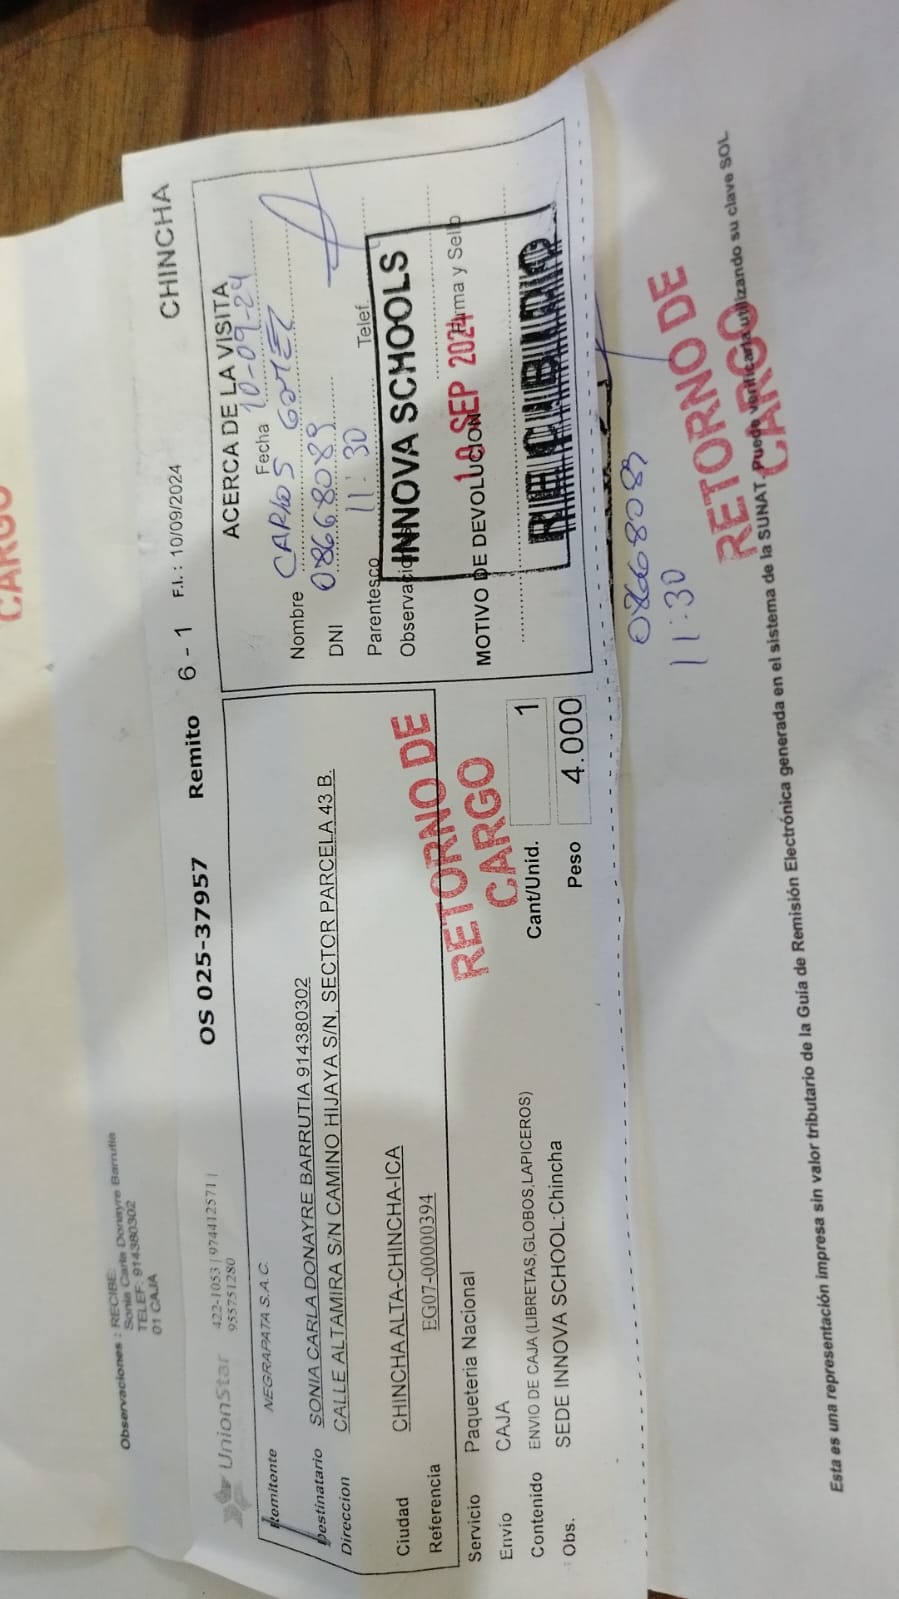 CARGO
Observaciones : RECIBE:
Sonia Carla Donayre Barrutia
TELEF. 914380302
01 CAJA
CHINCHA
UnionStar
422-1053 | 974412571 |
955751280
OS 025-37957 Remito 6 - 1 F.I. : 10/09/2024
Remitente NEGRAPATA S.A.C.
Destinatario SONIA CARLA DONAYRE BARRUTIA 914380302
Direccion CALLE ALTAMIRA S/N CAMINO HIJAYA S/N, SECTOR PARCELA 43 B.
Ciudad CHINCHA ALTA-CHINCHA-ICA
Referencia EG07-00000394
Servicio Paqueteria Nacional
Envio CAJA
Contenido ENVIO DE CAJA (LIBRETAS,GLOBOS,LAPICEROS)
Obs. SEDE INNOVA SCHOOL:Chincha
Cant/Unid. 1
Peso 4.000
RETORNO DE
CARGO
ACERCA DE LA VISITA
Fecha 10-09-24
Nombre CARLOS GOMEZ
DNI 08668089
Parentesco 11:30 Telef.
Observaciones
INNOVA SCHOOLS
MOTIVO DE DEVOLUCION Firma y Sello
10 SEP 2024
RECIBIDO
08668089
11:30
RETORNO DE
CARGO
Esta es una representación impresa sin valor tributario de la Guía de Remisión Electrónica generada en el sistema de la SUNAT. Puede verificarla utilizando su clave SOL